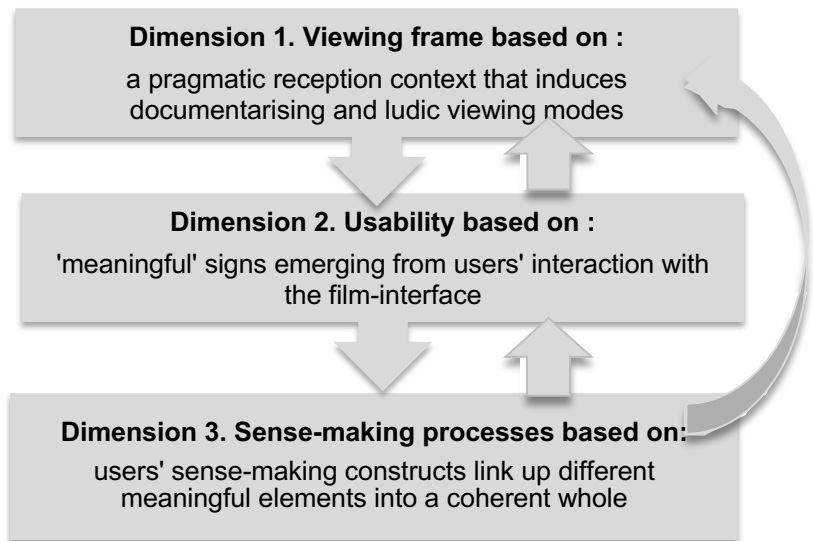 Dimension 1. Viewing frame based on :
a pragmatic reception context that induces
documentarising and ludic viewing modes
Dimension 2. Usability based on :
'meaningful' signs emerging from users' interaction with
the film-interface
Dimension 3. Sense-making processes based on:
users' sense-making constructs link up different
meaningful elements into a coherent whole